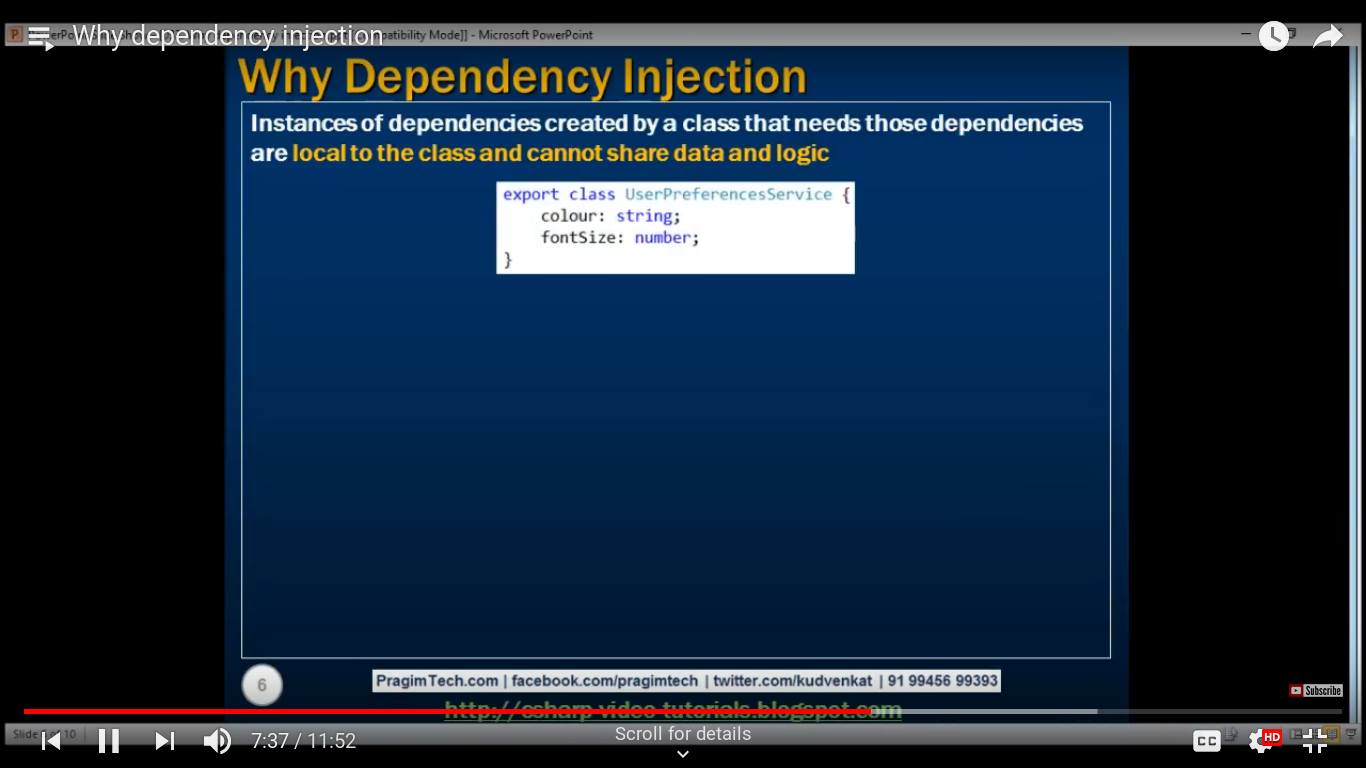 Why dependency injection
atibility Mode]] - Microsoft PowerPoint
Why Dependency Injection
Instances of dependencies created by a class that needs those dependencies
are local to the class and cannot share data and logic
export class UserPreferencesService {
colour: string;
fontSize: number;
}
6
PragimTech.com | facebook.com/pragimtech | twitter.com/kudvenkat | 91 99456 99393
Subscribe
http://csharp-video-tutorials.blogspot.com
Slide
10
7:37 / 11:52
Scroll for details
CC
HD